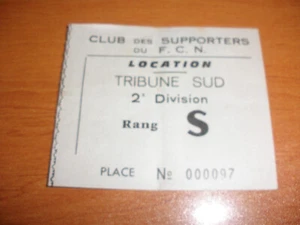 CLUB DES SUPPORTERS
DU F. C. N.
LOCATION
TRIBUNE SUD
2e Division
Rang S
PLACE No 000097